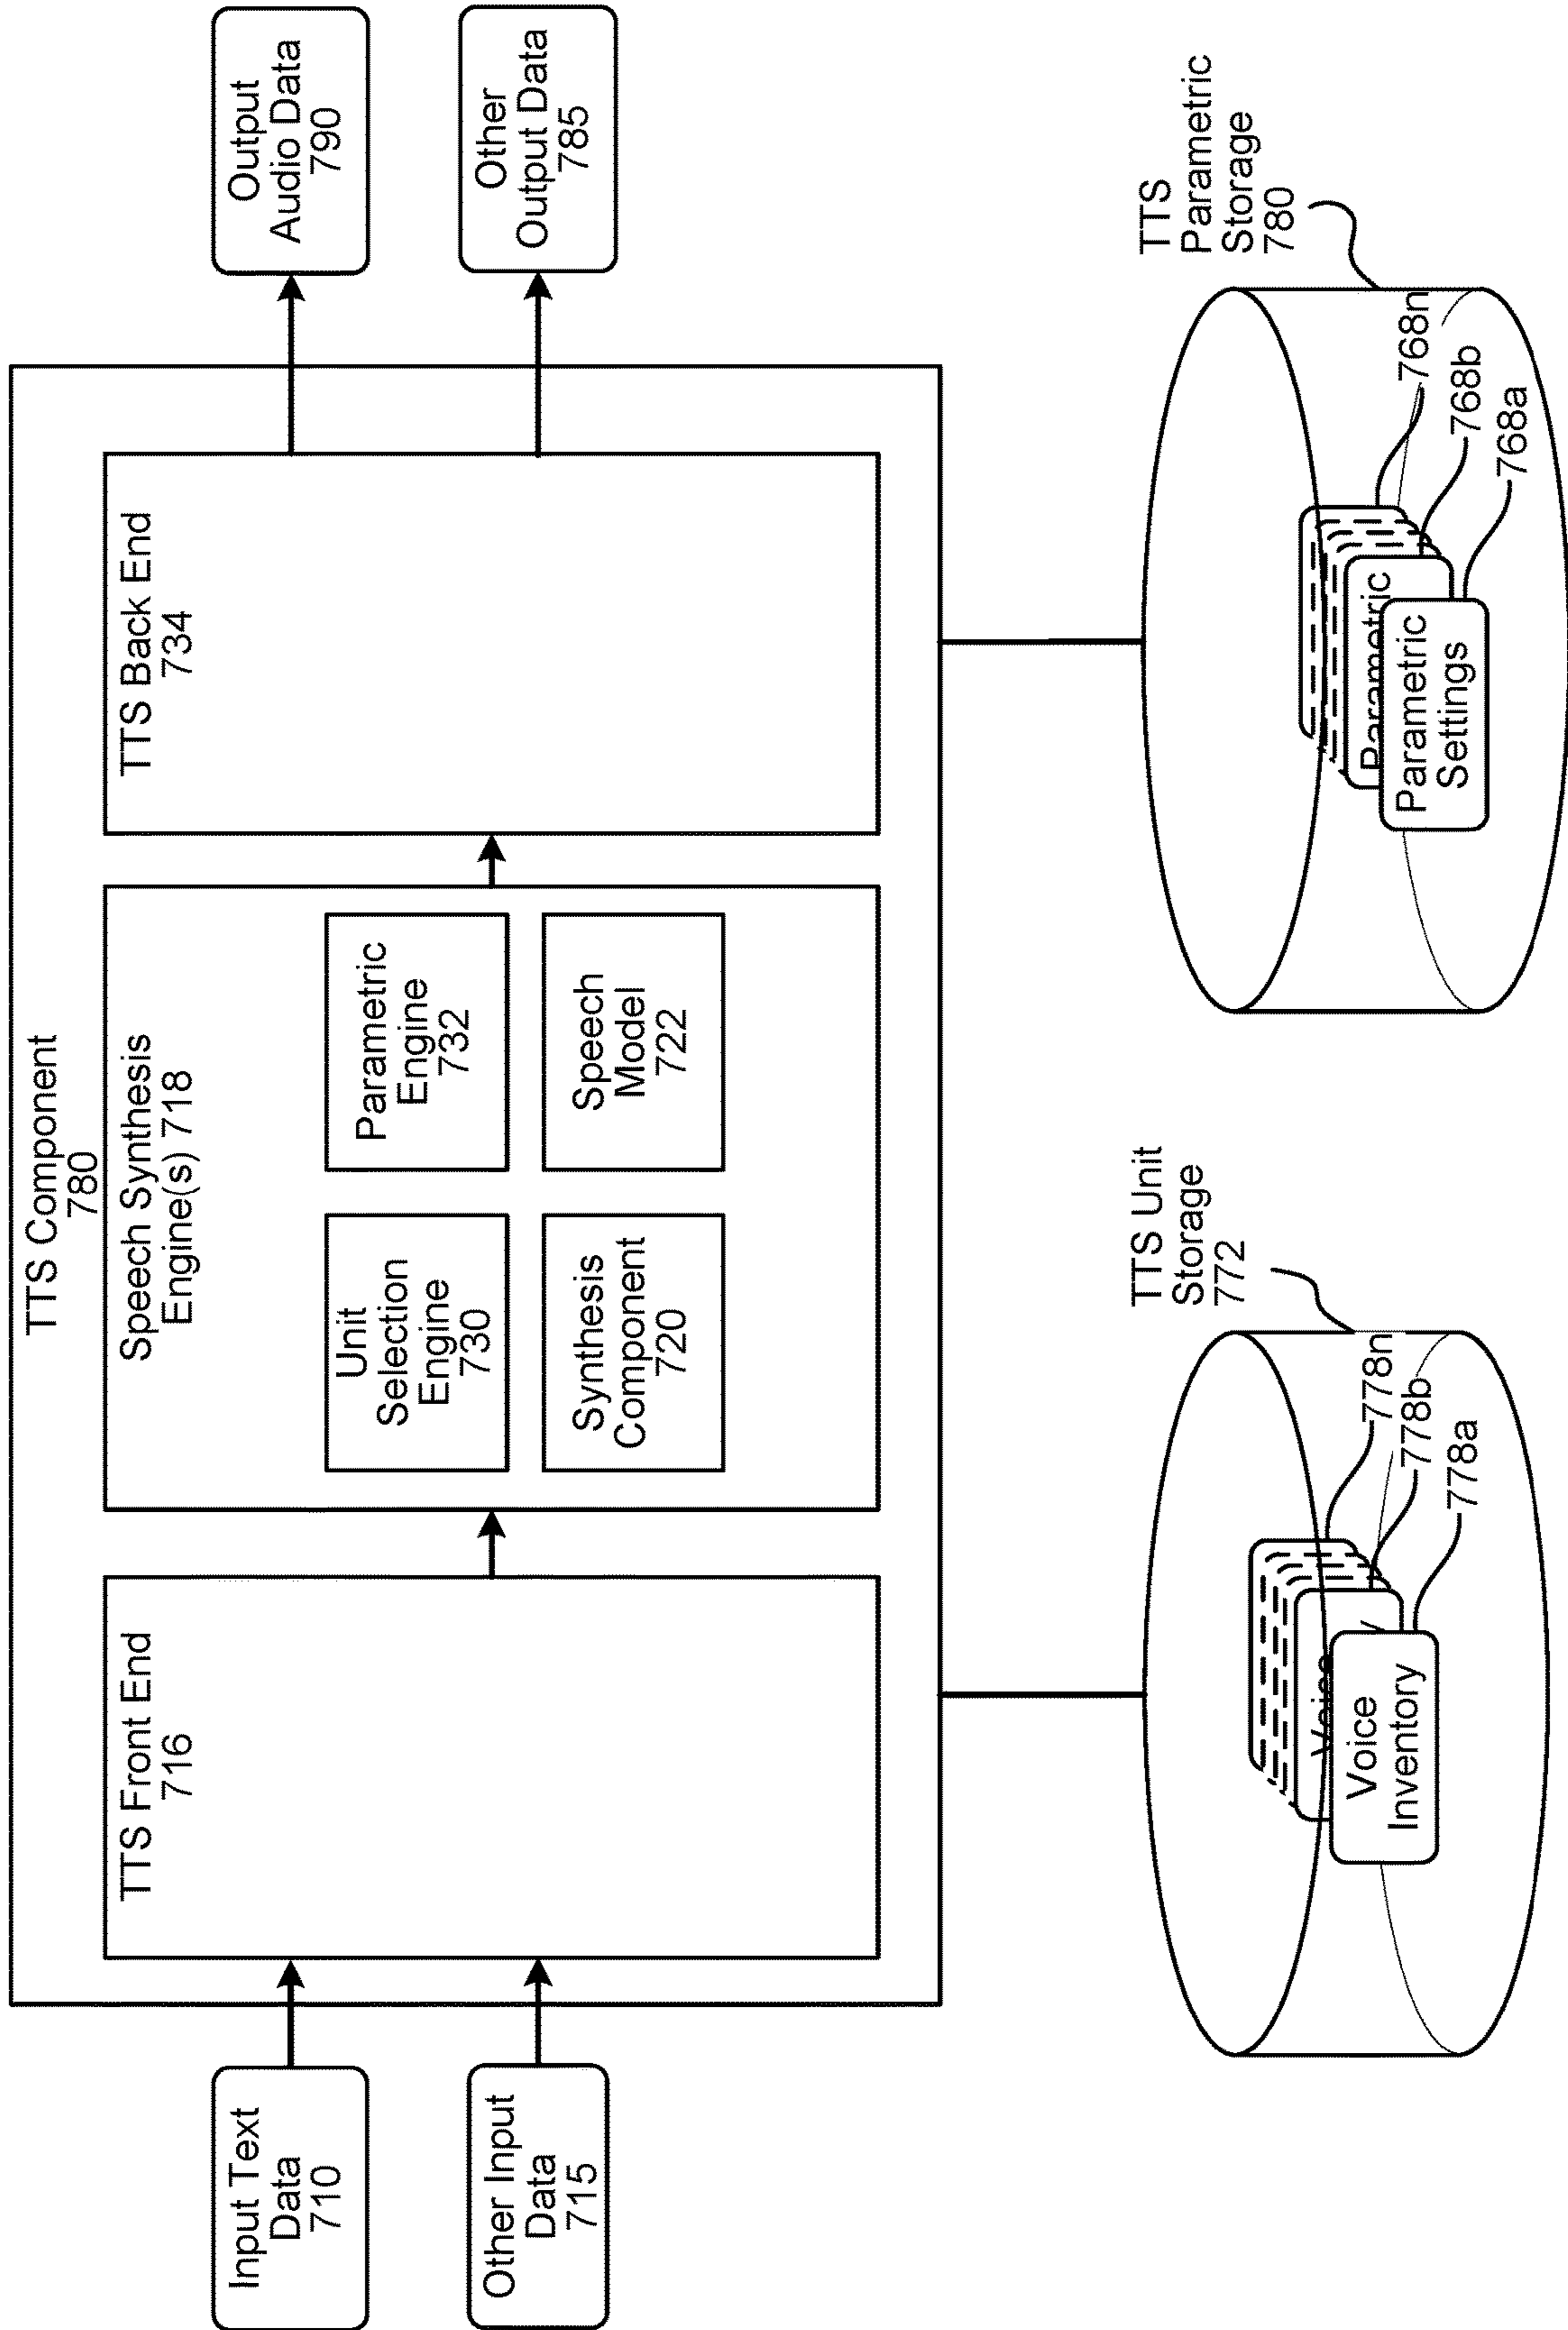 TTS Component
780
Input Text
Data
710
Other Input
Data
715
TTS Front End
716
Speech Synthesis
Engine(s) 718
Unit
Selection
Engine
730
Parametric
Engine
732
Synthesis
Component
720
Speech
Model
722
TTS Back End
734
Output
Audio Data
790
Other
Output Data
785
TTS Unit
Storage
772
778n
778b
778a
Voice
Voice
Inventory
TTS
Parametric
Storage
780
768n
768b
768a
Parametric
Parametric
Settings